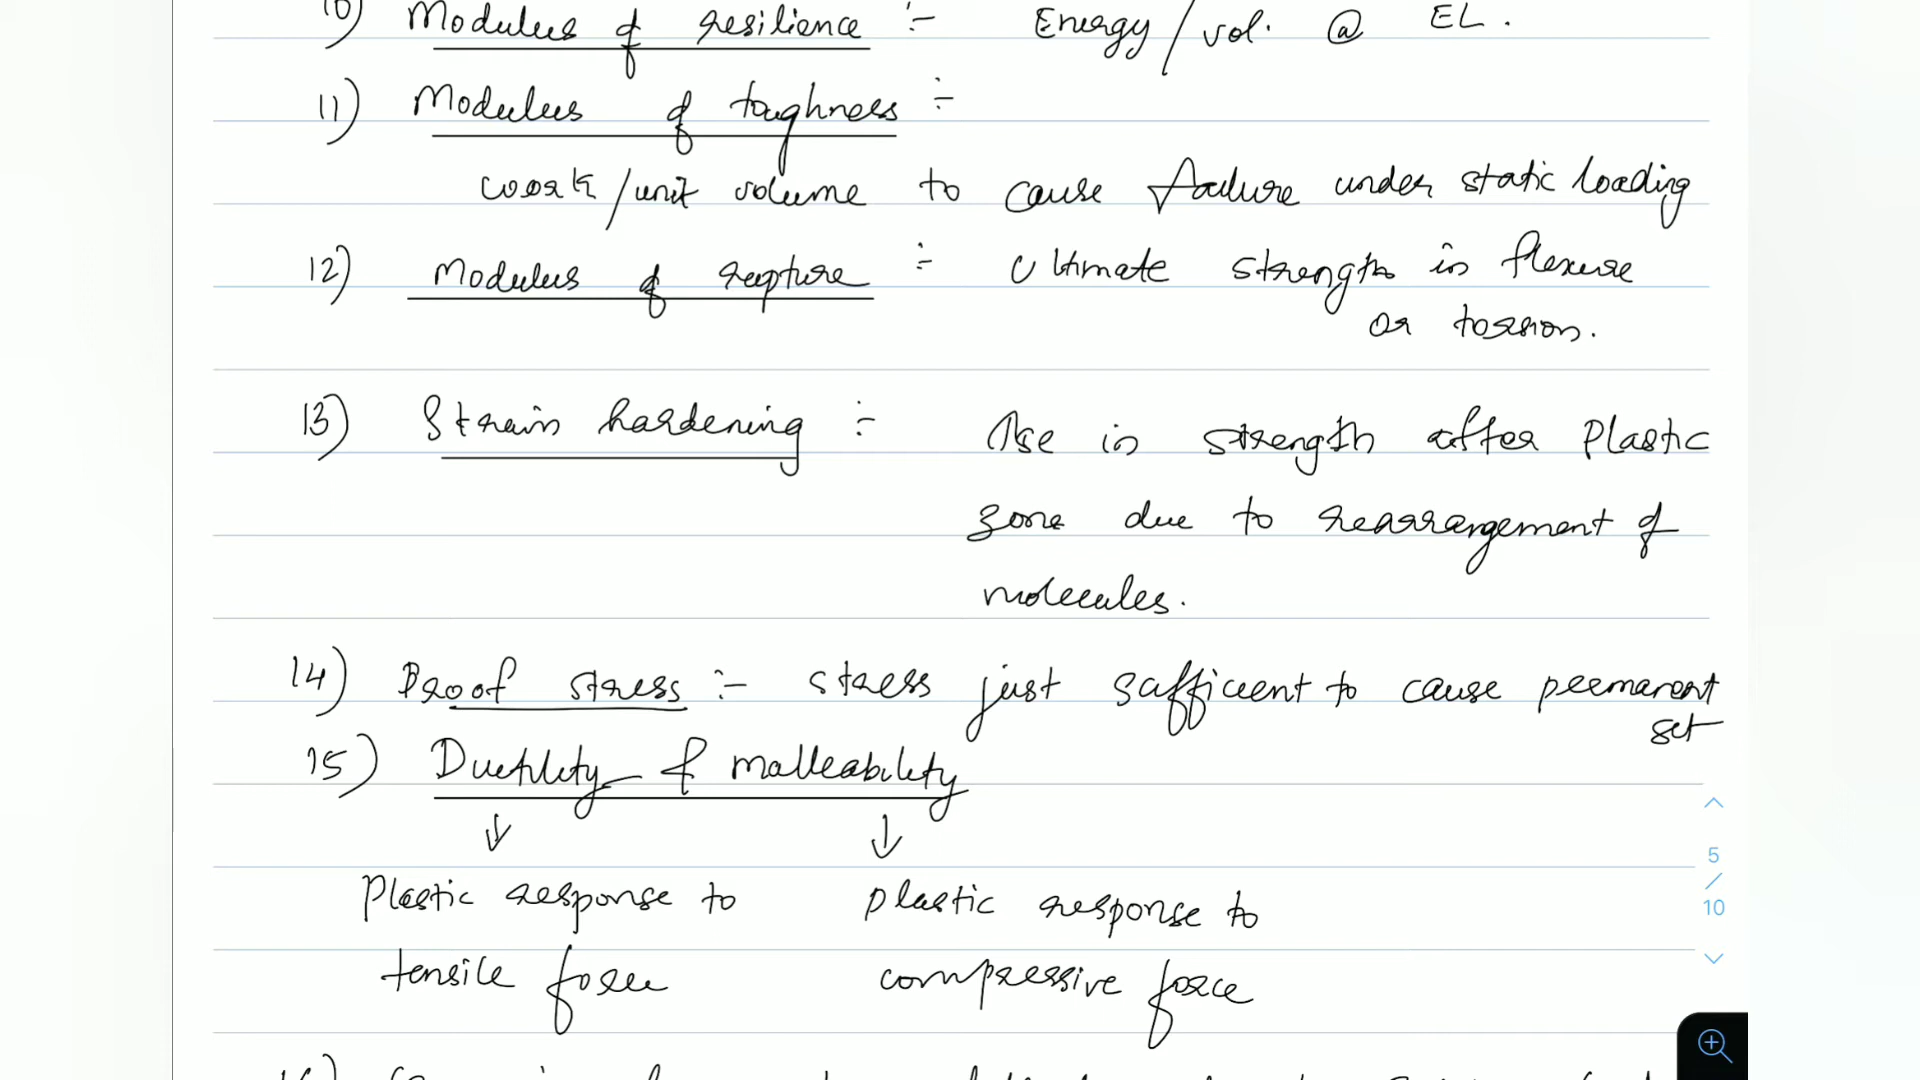 10) Modulus of resilience :- Energy/vol. @ EL.
11) Modulus of toughness :-
work/unit volume to cause failure under static loading
12) Modulus of rupture :- Ultimate strength in flexure
or torsion.
13) Strain hardening :- Rise in strength after Plastic
zone due to rearrangement of
molecules.
14) Proof stress :- stress just sufficient to cause permanent
set
15) Ductility & malleability
↓ ↓
Plastic response to plastic response to
tensile force compressive force
5
/
10